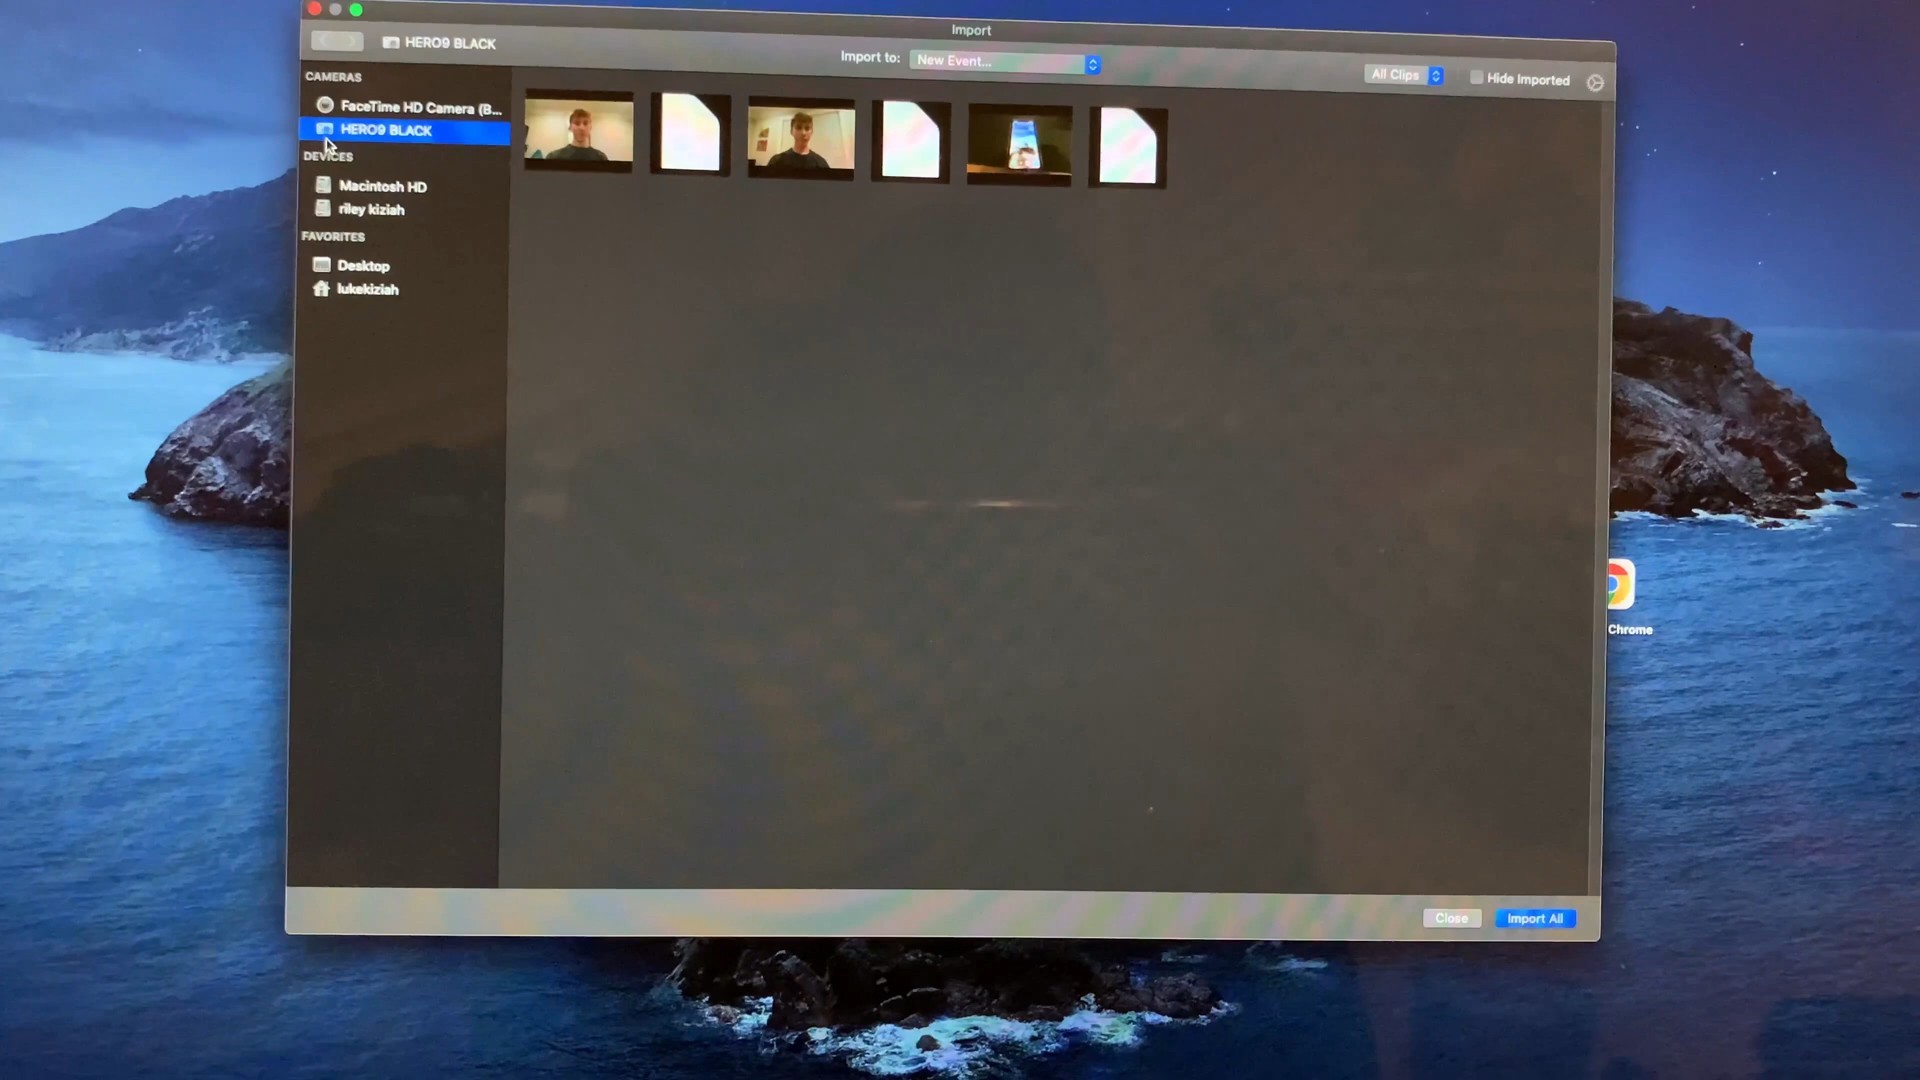 Import
HERO9 BLACK
Import to: New Event...
All Clips
Hide Imported
CAMERAS
FaceTime HD Camera (B...
HERO9 BLACK
DEVICES
Macintosh HD
riley kiziah
FAVORITES
Desktop
lukekiziah
Chrome
Close
Import All